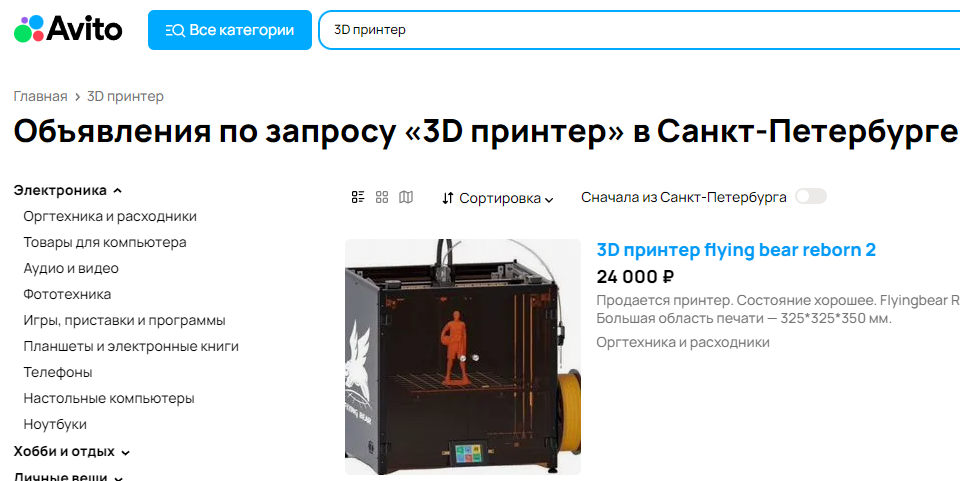 Avito
Все категории
3D принтер
Главная › 3D принтер
Объявления по запросу «3D принтер» в Санкт-Петербурге
Электроника
Оргтехника и расходники
Товары для компьютера
Аудио и видео
Фототехника
Игры, приставки и программы
Планшеты и электронные книги
Телефоны
Настольные компьютеры
Ноутбуки
Хобби и отдых
Личные вещи
Сортировка
Сначала из Санкт-Петербурга
FLYING BEAR
3D принтер flying bear reborn 2
24 000 ₽
Продается принтер. Состояние хорошее. Flyingbear R
Большая область печати — 325*325*350 мм.
Оргтехника и расходники